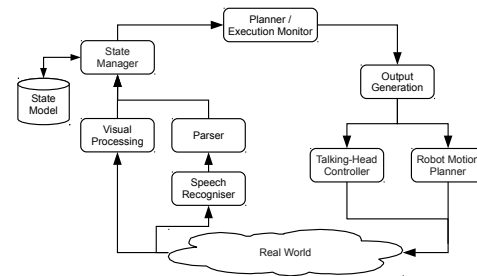 Planner /
Execution Monitor
State
Manager
Output
Generation
State
Model
Visual
Processing
Parser
Talking-Head
Controller
Robot Motion
Planner
Speech
Recogniser
Real World